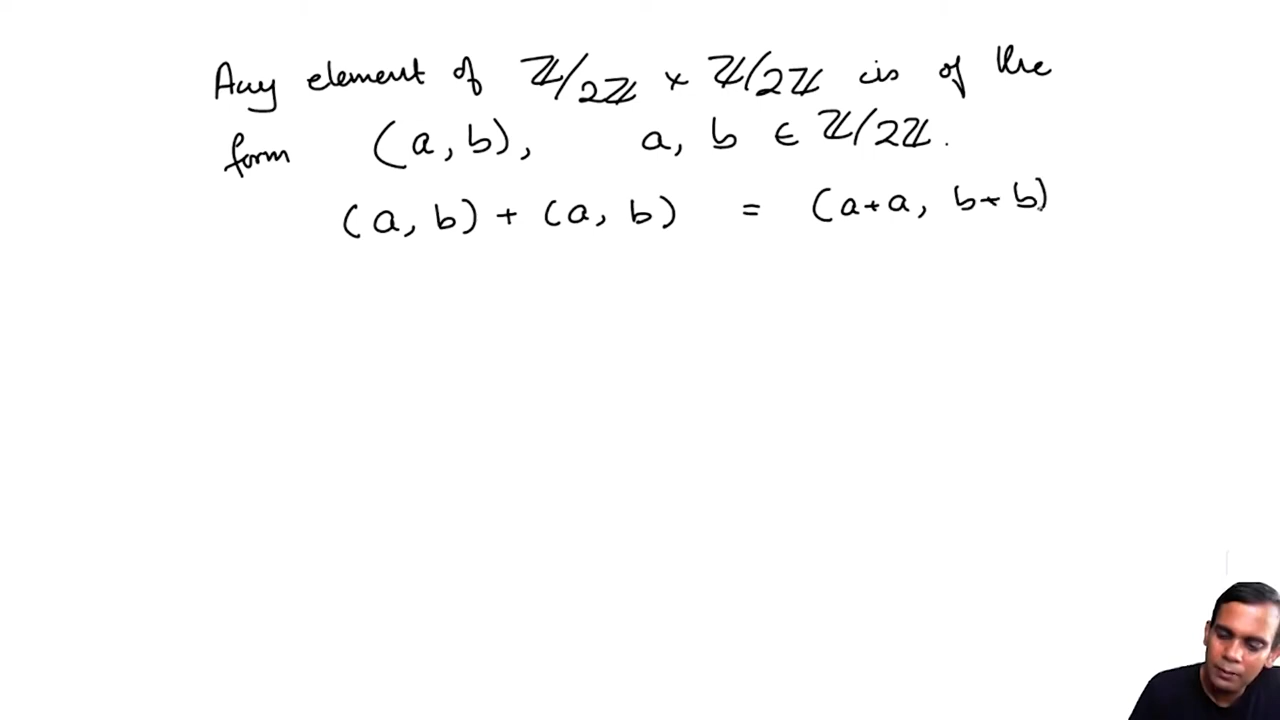 Any element of ℤ/2ℤ × ℤ/2ℤ is of the
form (a, b), a, b ∈ ℤ/2ℤ.
(a, b) + (a, b) = (a+a, b+b)